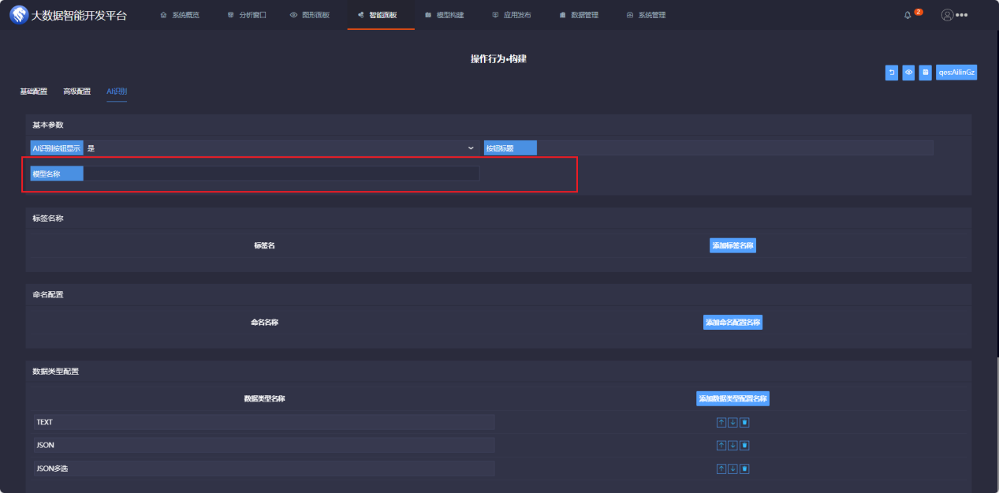 大数据智能开发平台 系统概览 分析窗口 图形面板 智能面板 模型构建 应用发布 数据管理 系统管理 2
操作行为•构建
qes:AilinGz
基础配置 高级配置 AI识别
基本参数
AI识别按钮显示 是 按钮标题
模型名称
标签名称
标签名 添加标签名称
命名配置
命名名称 添加命名配置名称
数据类型配置
数据类型名称 添加数据类型配置名称
TEXT
JSON
JSON多选